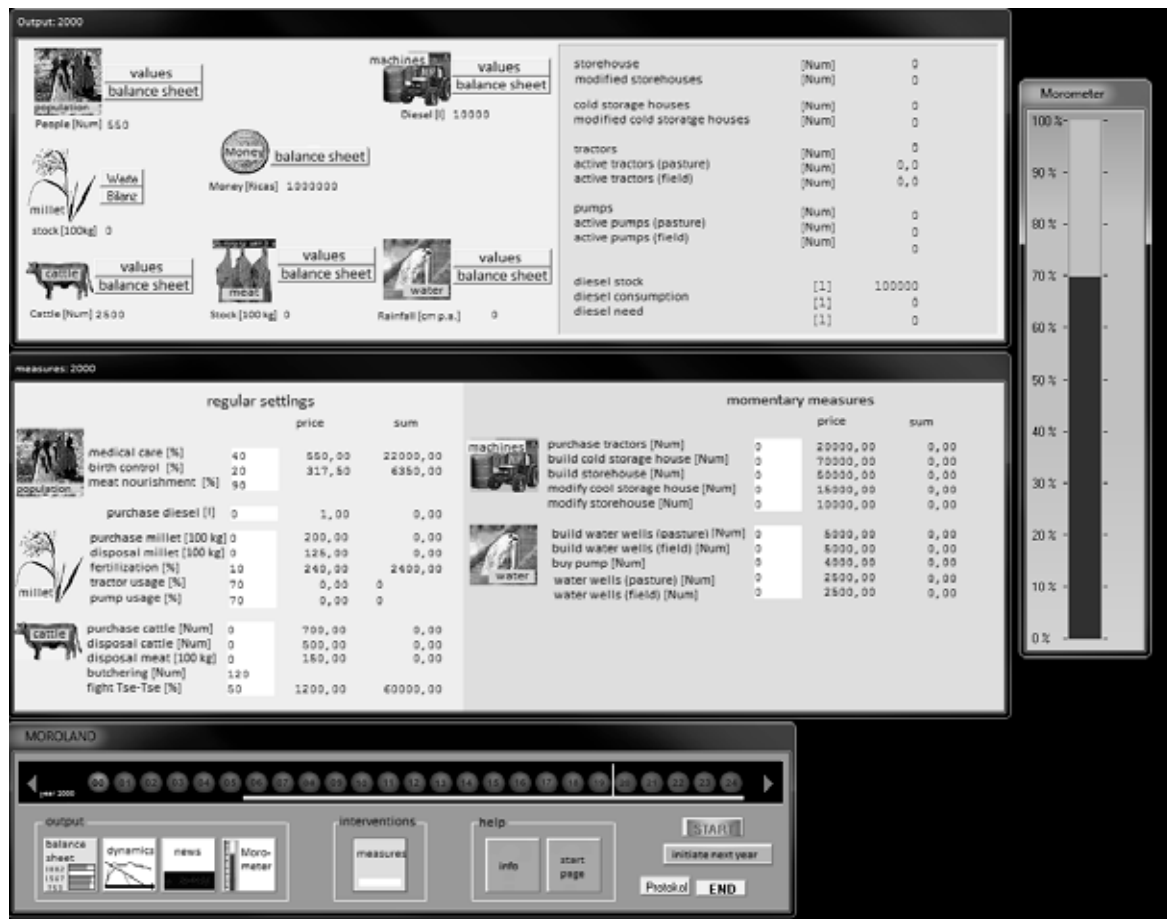 Output: 2000
population
values
balance sheet
People [Num] 550
machines
values
balance sheet
Diesel [l] 10000
Money
balance sheet
Money [Ricas] 1000000
millet
Werte
Bilanz
stock [100kg] 0
cattle
values
balance sheet
Cattle [Num] 2500
meat
values
balance sheet
Stock [100 kg] 0
water
values
balance sheet
Rainfall [cm p.a.] 0
storehouse [Num] 0
modified storehouses [Num] 0
cold storage houses [Num] 0
modified cold storatge houses [Num] 0
tractors [Num] 0
active tractors (pasture) [Num] 0,0
active tractors (field) [Num] 0,0
pumps [Num] 0
active pumps (pasture) [Num] 0
active pumps (field) [Num] 0
diesel stock [l] 100000
diesel consumption [l] 0
diesel need [l] 0
Morometer
100 %
90 %
80 %
70 %
60 %
50 %
40 %
30 %
20 %
10 %
0 %
measures: 2000
regular settings
price sum
population
medical care [%] 40 550,00 22000,00
birth control [%] 20 317,50 6350,00
meat nourishment [%] 90
purchase diesel [l] 0 1,00 0,00
millet
purchase millet [100 kg] 0 200,00 0,00
disposal millet [100 kg] 0 125,00 0,00
fertilization [%] 10 240,00 2400,00
tractor usage [%] 70 0,00 0
pump usage [%] 70 0,00 0
cattle
purchase cattle [Num] 0 700,00 0,00
disposal cattle [Num] 0 500,00 0,00
disposal meat [100 kg] 0 150,00 0,00
butchering [Num] 120
fight Tse-Tse [%] 50 1200,00 60000,00
momentary measures
price sum
machines
purchase tractors [Num] 0 20000,00 0,00
build cold storage house [Num] 0 70000,00 0,00
build storehouse [Num] 0 50000,00 0,00
modify cool storage house [Num] 0 15000,00 0,00
modify storehouse [Num] 0 10000,00 0,00
water
build water wells (pasture) [Num] 0 5000,00 0,00
build water wells (field) [Num] 0 5000,00 0,00
buy pump [Num] 0 4000,00 0,00
water wells (pasture) [Num] 0 2500,00 0,00
water wells (field) [Num] 0 2500,00 0,00
MOROLAND
year 2000 00 01 02 03 04 05 06 07 08 09 10 11 12 13 14 15 16 17 18 19 20 21 22 23 24
output
balance
sheet
dynamics
news
Moro-
meter
interventions
measures
help
info
start
page
START
initiate next year
Protokol
END